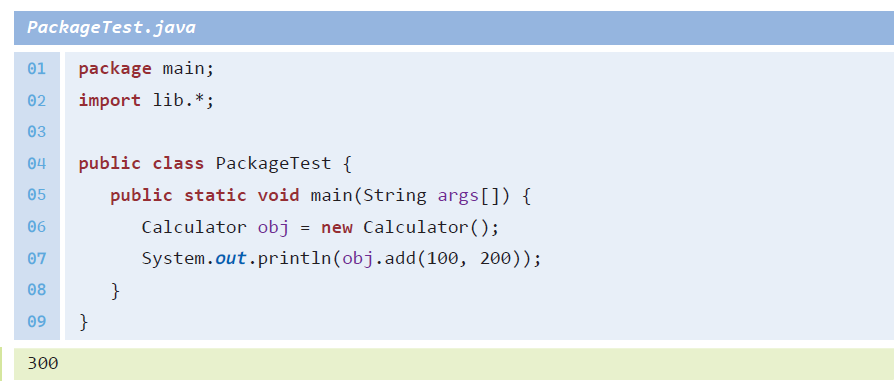 PackageTest.java
01 package main;
02 import lib.*;
03
04 public class PackageTest {
05 public static void main(String args[]) {
06 Calculator obj = new Calculator();
07 System.out.println(obj.add(100, 200));
08 }
09 }
300